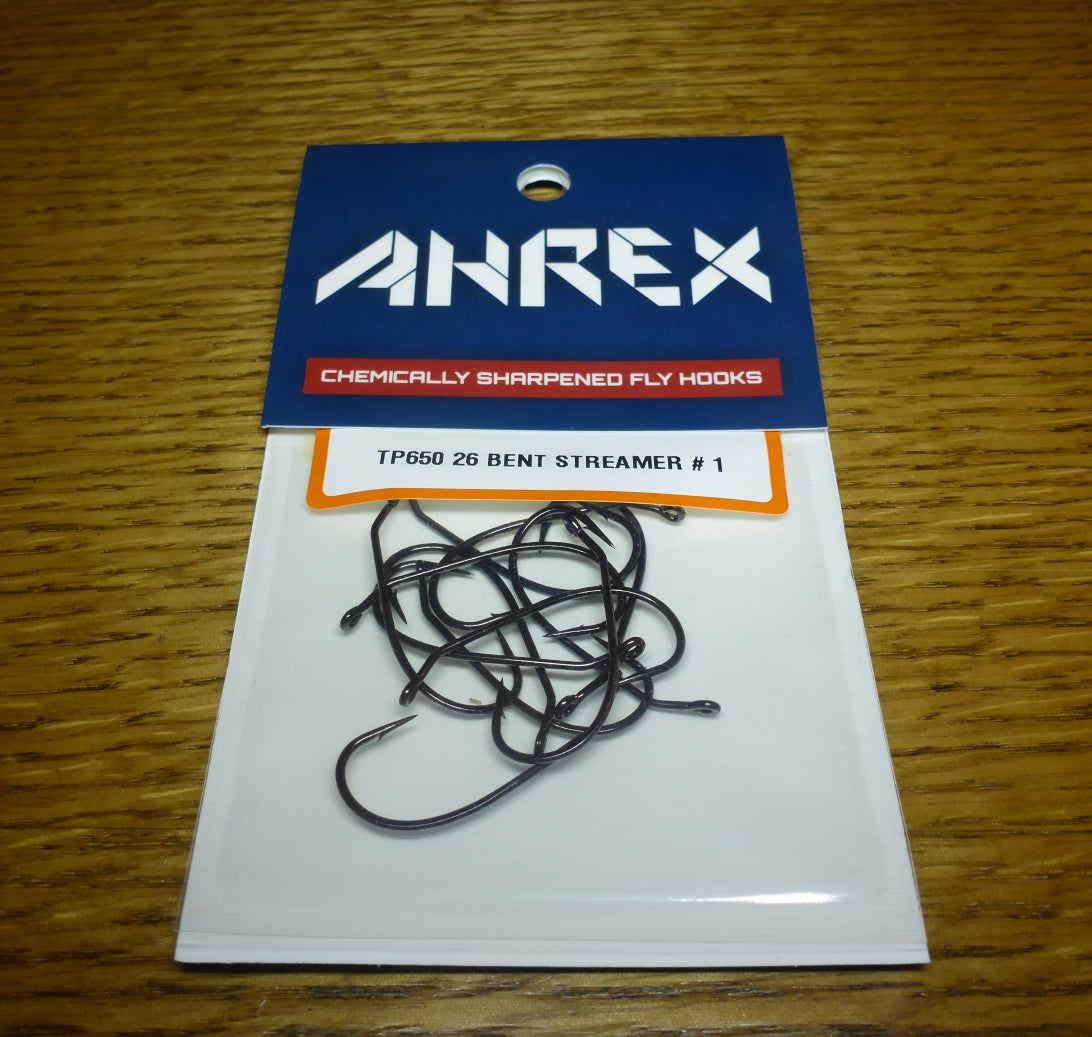 AHREX
CHEMICALLY SHARPENED FLY HOOKS
TP650 26 BENT STREAMER # 1